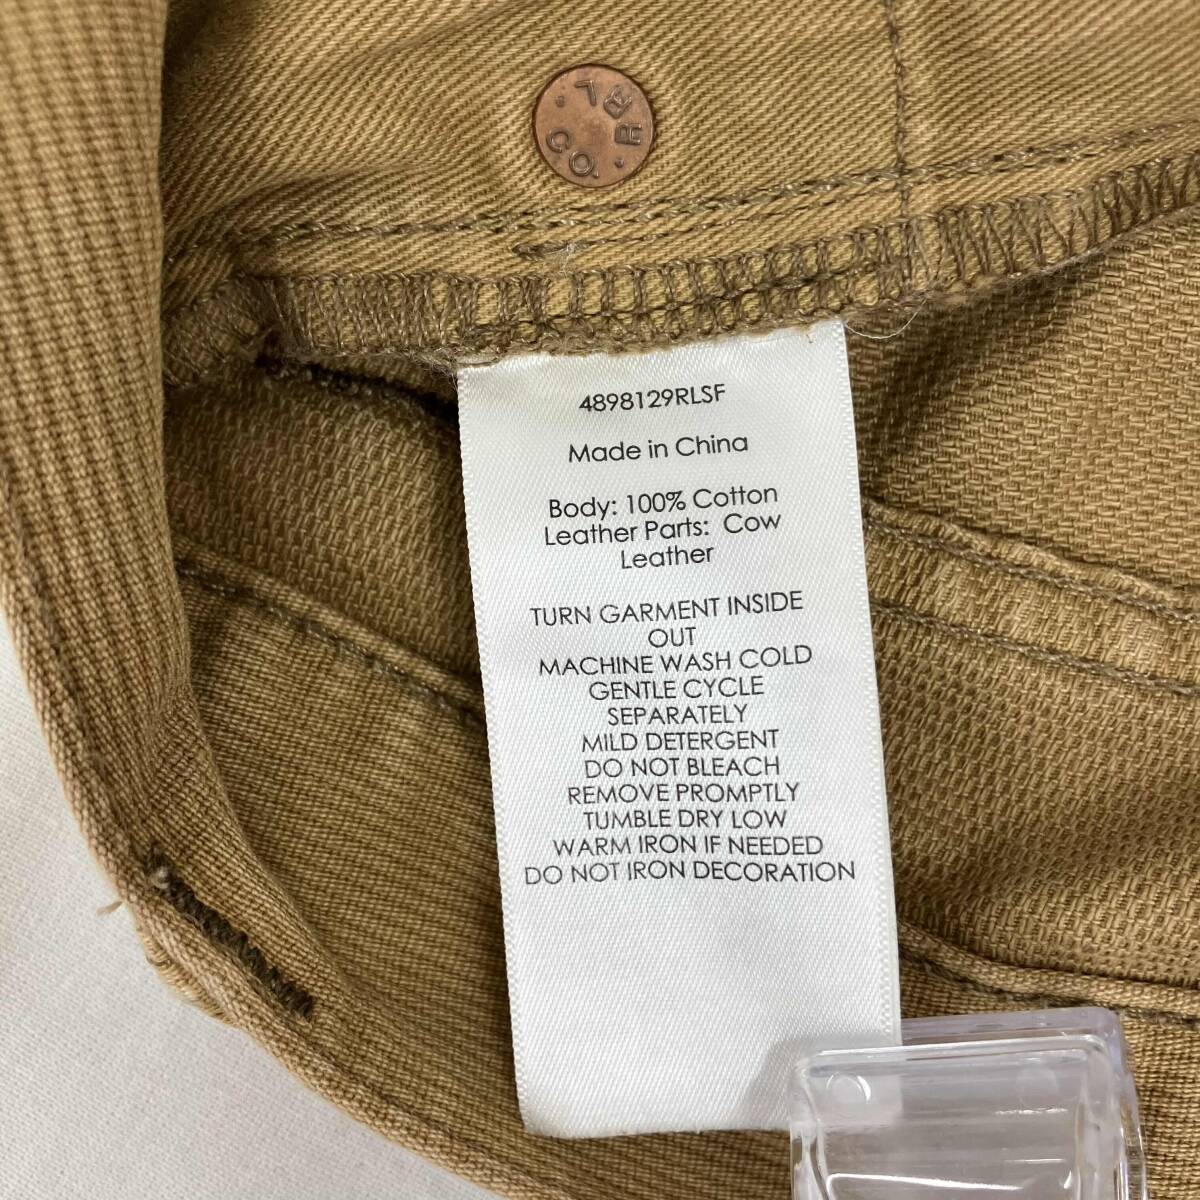 RRL. CO.
4898129RLSF
Made in China
Body: 100% Cotton
Leather Parts: Cow
Leather
TURN GARMENT INSIDE
OUT
MACHINE WASH COLD
GENTLE CYCLE
SEPARATELY
MILD DETERGENT
DO NOT BLEACH
REMOVE PROMPTLY
TUMBLE DRY LOW
WARM IRON IF NEEDED
DO NOT IRON DECORATION